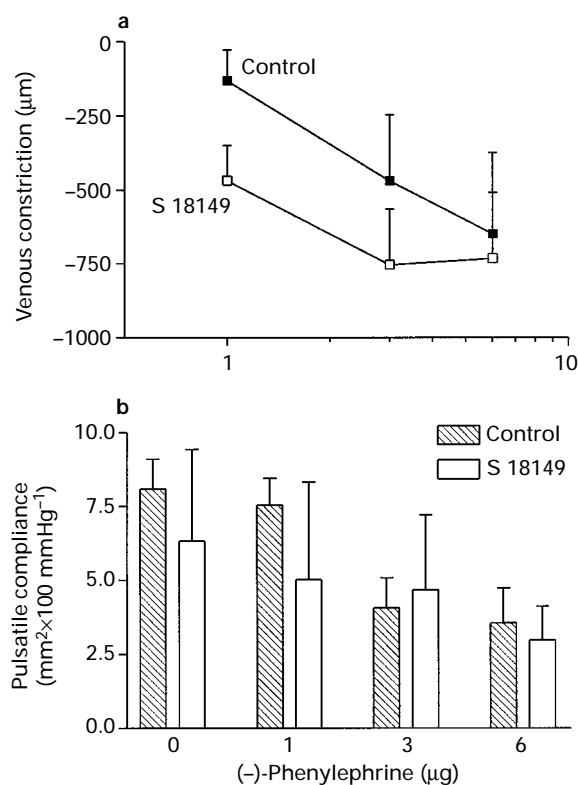 a
0
−250
−500
−750
−1000
Venous constriction (µm)
Control
S 18149
1
10
b
10.0
7.5
5.0
2.5
0.0
Pulsatile compliance
(mm²×100 mmHg⁻¹)
Control
S 18149
0
1
3
6
(−)-Phenylephrine (µg)